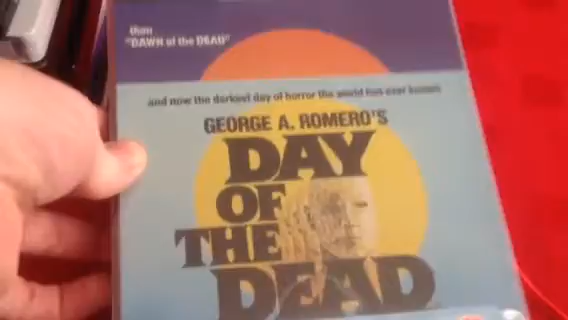 than
"DAWN of the DEAD"
and now the darkest day of horror the world has ever known
GEORGE A. ROMERO'S
DAY
OF
THE
DEAD